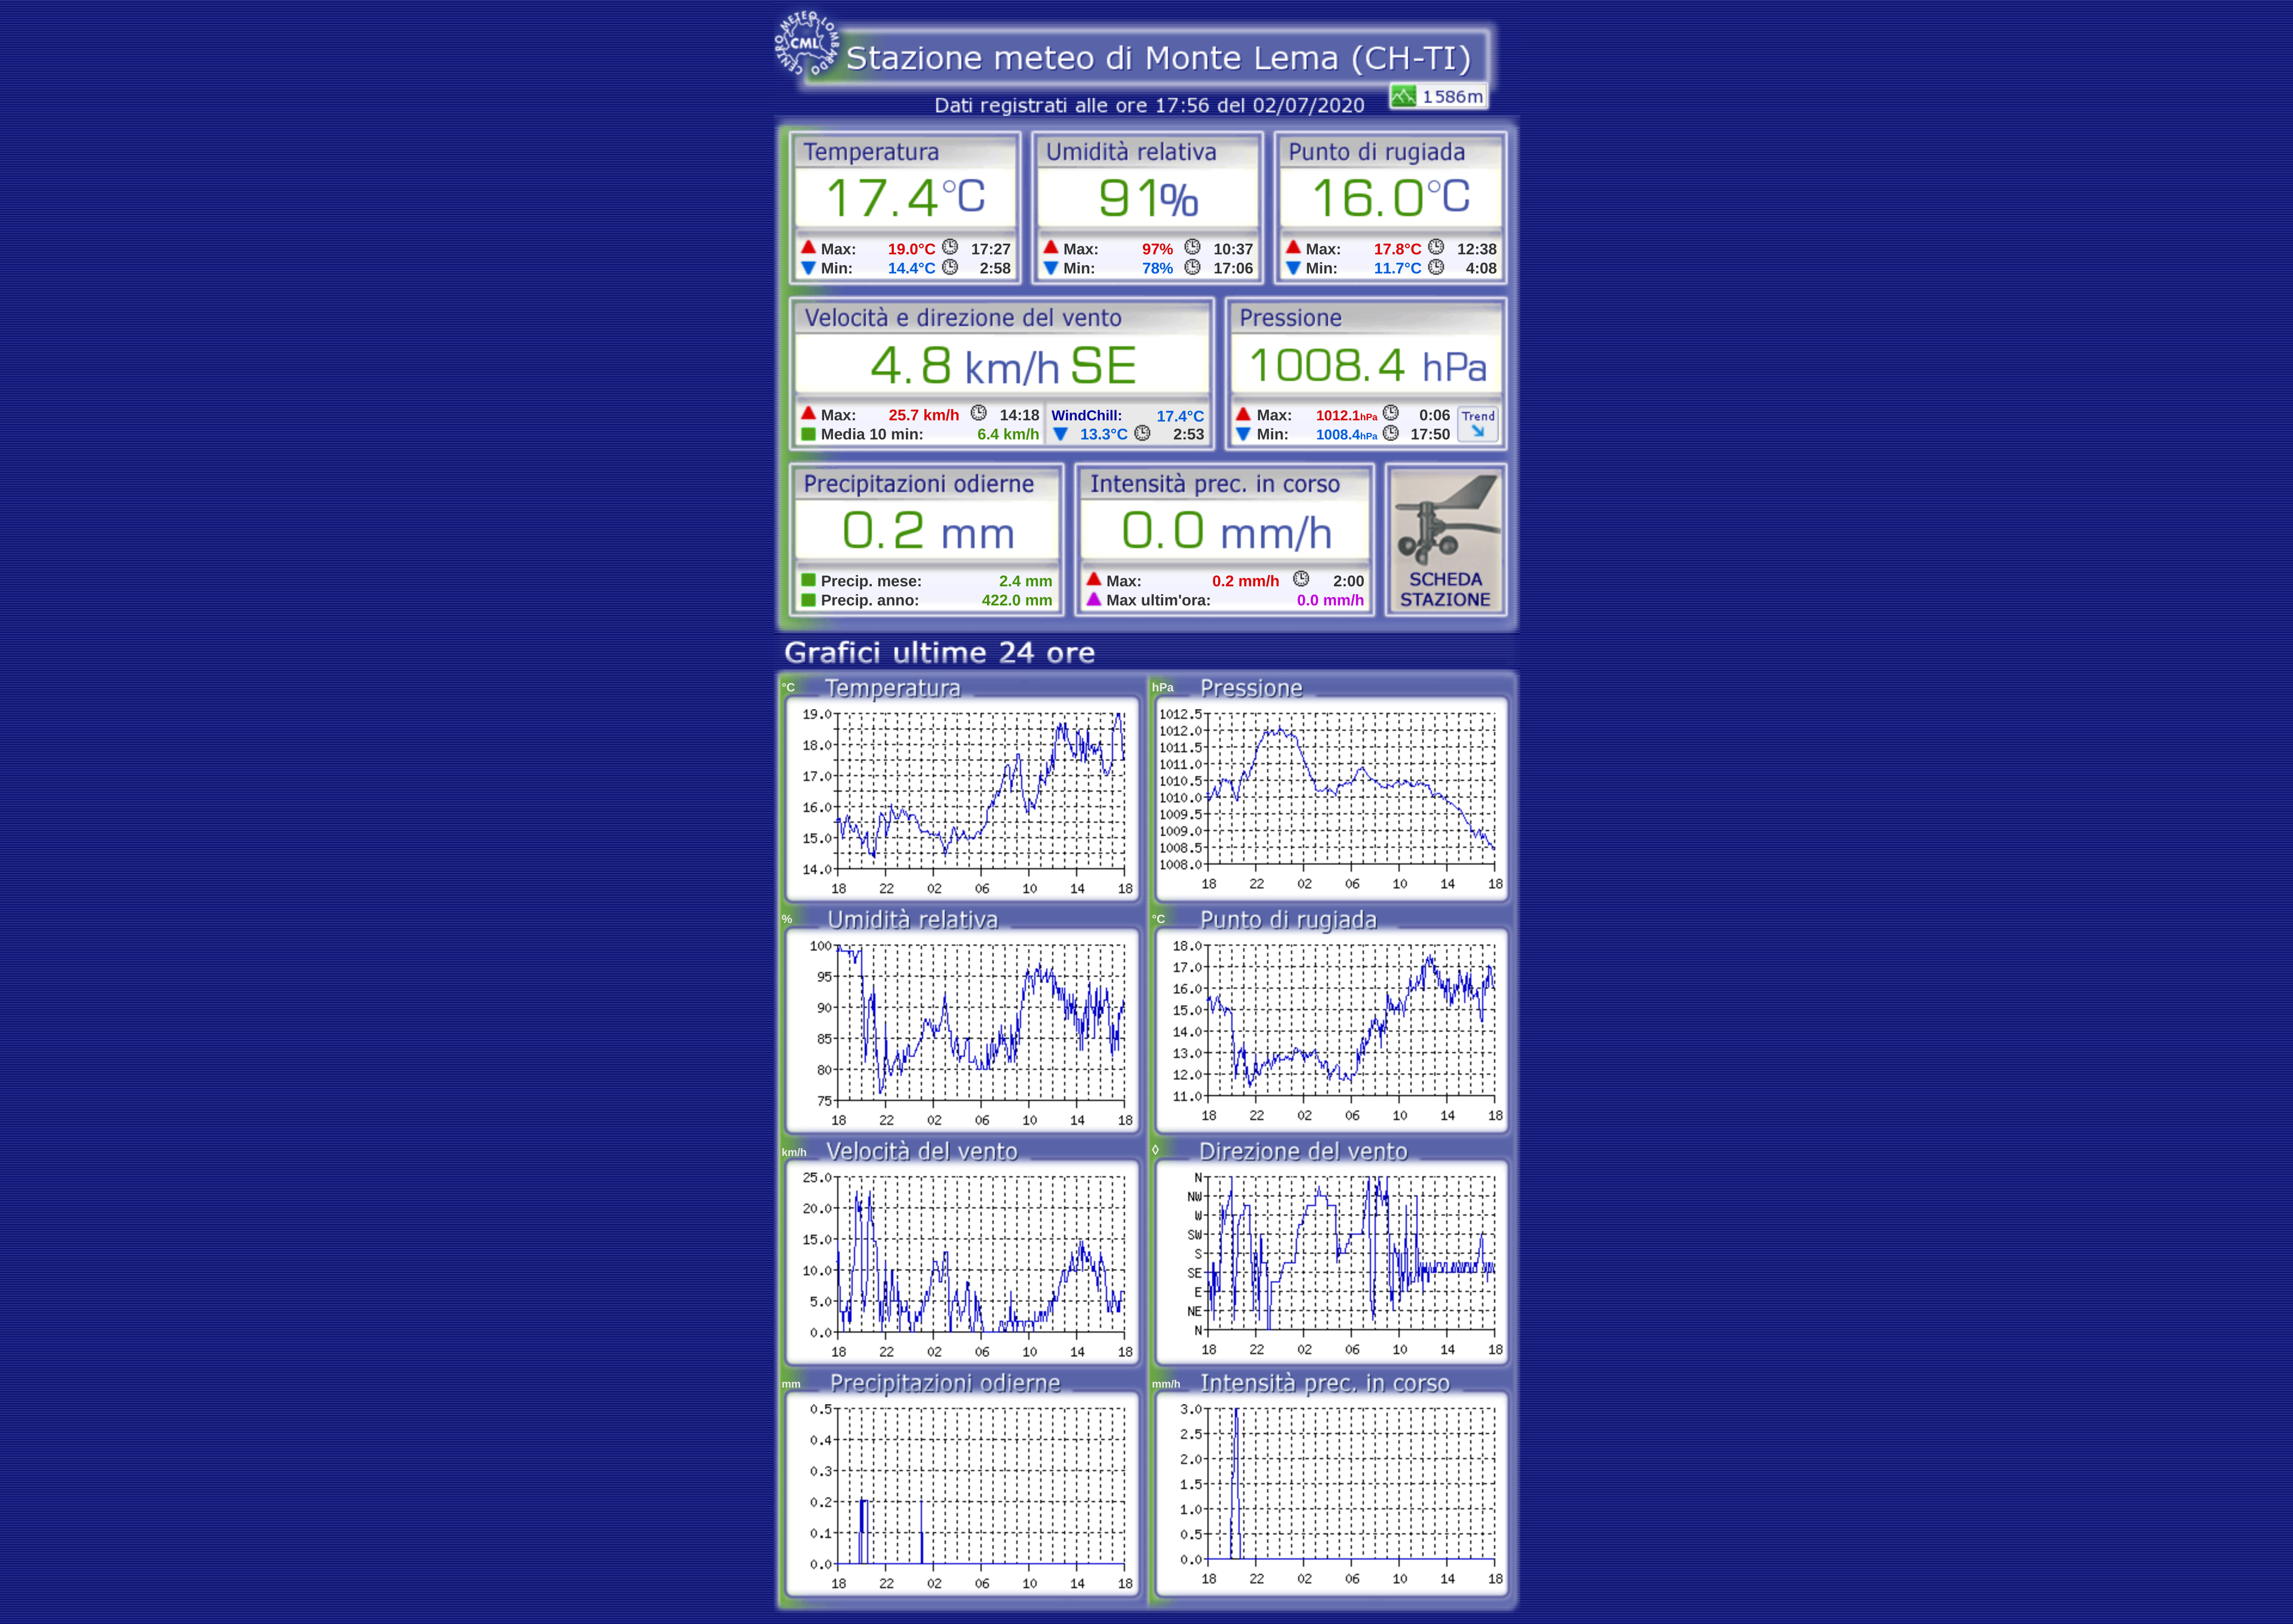 CENTRO METEO LOMBARDO
CML
Stazione meteo di Monte Lema (CH-TI)
1586m
Dati registrati alle ore 17:56 del 02/07/2020
Temperatura
17.4°C
Max: 19.0°C 17:27
Min: 14.4°C 2:58
Umidità relativa
91%
Max: 97% 10:37
Min: 78% 17:06
Punto di rugiada
16.0°C
Max: 17.8°C 12:38
Min: 11.7°C 4:08
Velocità e direzione del vento
4.8 km/h SE
Max: 25.7 km/h 14:18
Media 10 min: 6.4 km/h
WindChill: 17.4°C
13.3°C 2:53
Pressione
1008.4 hPa
Max: 1012.1hPa 0:06
Min: 1008.4hPa 17:50
Trend
Precipitazioni odierne
0.2 mm
Precip. mese: 2.4 mm
Precip. anno: 422.0 mm
Intensità prec. in corso
0.0 mm/h
Max: 0.2 mm/h 2:00
Max ultim'ora: 0.0 mm/h
SCHEDA
STAZIONE
Grafici ultime 24 ore
°C Temperatura
19.0
18.0
17.0
16.0
15.0
14.0
18 22 02 06 10 14 18
hPa Pressione
1012.5
1012.0
1011.5
1011.0
1010.5
1010.0
1009.5
1009.0
1008.5
1008.0
18 22 02 06 10 14 18
% Umidità relativa
100
95
90
85
80
75
18 22 02 06 10 14 18
°C Punto di rugiada
18.0
17.0
16.0
15.0
14.0
13.0
12.0
11.0
18 22 02 06 10 14 18
km/h Velocità del vento
25.0
20.0
15.0
10.0
5.0
0.0
18 22 02 06 10 14 18
◊ Direzione del vento
N
NW
W
SW
S
SE
E
NE
N
18 22 02 06 10 14 18
mm Precipitazioni odierne
0.5
0.4
0.3
0.2
0.1
0.0
18 22 02 06 10 14 18
mm/h Intensità prec. in corso
3.0
2.5
2.0
1.5
1.0
0.5
0.0
18 22 02 06 10 14 18